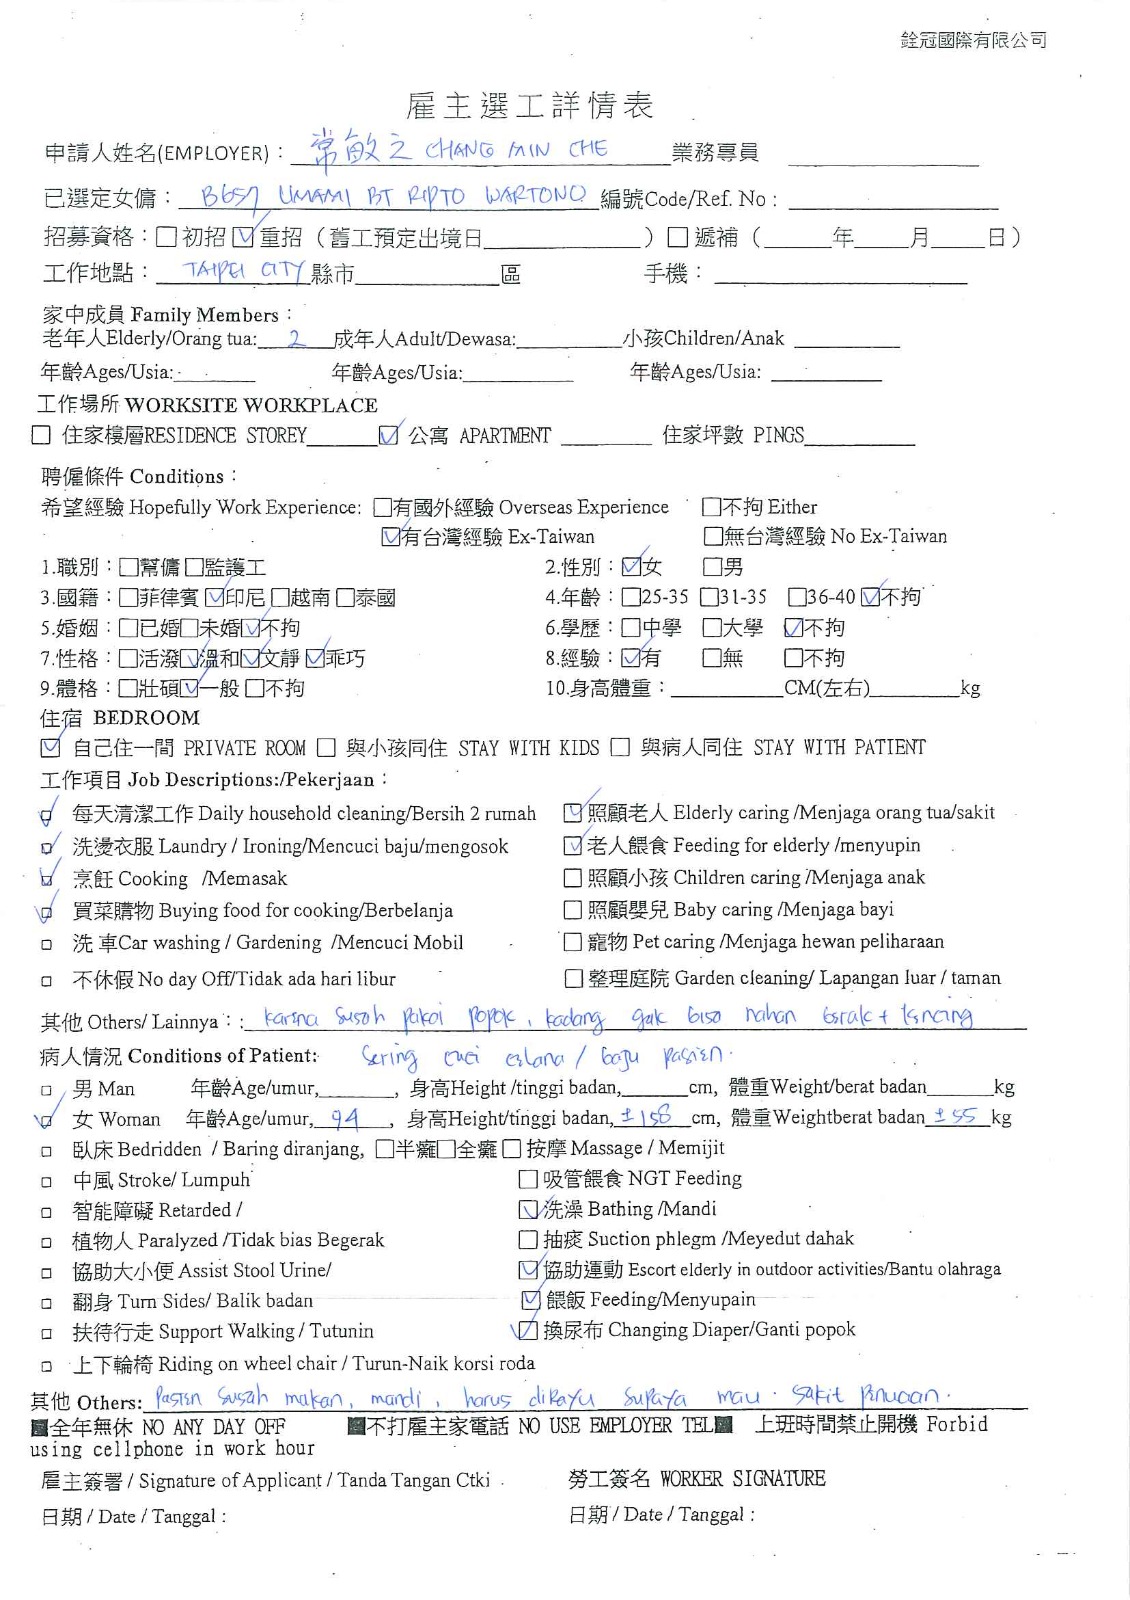 銓冠國際有限公司
雇主選工詳情表
申請人姓名(EMPLOYER)：常敏之 CHANG MIN CHE 業務專員
已選定女傭：B657 UMAMI BT RIPTO WARTONO 編號Code/Ref. No：
招募資格：□初招 ☑重招（舊工預定出境日________）□遞補（____年____月____日）
工作地點：TAIPEI CITY 縣市________區 手機：
家中成員 Family Members：
老年人Elderly/Orang tua: 2 成年人Adult/Dewasa:________ 小孩Children/Anak ________
年齡Ages/Usia:________ 年齡Ages/Usia:________ 年齡Ages/Usia: ________
工作場所 WORKSITE WORKPLACE
□ 住家樓層RESIDENCE STOREY______ ☑ 公寓 APARTMENT ________ 住家坪數 PINGS________
聘僱條件 Conditions：
希望經驗 Hopefully Work Experience: □有國外經驗 Overseas Experience □不拘 Either
☑有台灣經驗 Ex-Taiwan □無台灣經驗 No Ex-Taiwan
1.職別：□幫傭 □監護工 2.性別：☑女 □男
3.國籍：□菲律賓 ☑印尼 □越南 □泰國 4.年齡：□25-35 □31-35 □36-40 ☑不拘
5.婚姻：□已婚 □未婚 ☑不拘 6.學歷：□中學 □大學 ☑不拘
7.性格：□活潑 ☑溫和 ☑文靜 ☑乖巧 8.經驗：☑有 □無 □不拘
9.體格：□壯碩 ☑一般 □不拘 10.身高體重：________CM(左右)________kg
住宿 BEDROOM
☑ 自己住一間 PRIVATE ROOM □ 與小孩同住 STAY WITH KIDS □ 與病人同住 STAY WITH PATIENT
工作項目 Job Descriptions:/Pekerjaan：
☑ 每天清潔工作 Daily household cleaning/Bersih 2 rumah ☑照顧老人 Elderly caring /Menjaga orang tua/sakit
☑ 洗燙衣服 Laundry / Ironing/Mencuci baju/mengosok ☑老人餵食 Feeding for elderly /menyupin
☑ 烹飪 Cooking /Memasak □照顧小孩 Children caring /Menjaga anak
☑ 買菜購物 Buying food for cooking/Berbelanja □照顧嬰兒 Baby caring /Menjaga bayi
□ 洗 車Car washing / Gardening /Mencuci Mobil □寵物 Pet caring /Menjaga hewan peliharaan
□ 不休假 No day Off/Tidak ada hari libur □整理庭院 Garden cleaning/ Lapangan luar / taman
其他 Others/ Lainnya：: karena susah pakai popok, kadang gak bisa nahan berak + kencing
病人情況 Conditions of Patient: sering cuci celana / baju pasien.
□ 男 Man 年齡Age/umur,________, 身高Height /tinggi badan,______cm, 體重Weight/berat badan______kg
☑ 女 Woman 年齡Age/umur, 94 , 身高Height/tinggi badan, ±158 cm, 體重Weightberat badan ±55 kg
□ 臥床 Bedridden / Baring diranjang, □半癱□全癱 □ 按摩 Massage / Memijit
□ 中風 Stroke/ Lumpuh □吸管餵食 NGT Feeding
□ 智能障礙 Retarded / ☑洗澡 Bathing /Mandi
□ 植物人 Paralyzed /Tidak bias Begerak □抽痰 Suction phlegm /Meyedut dahak
□ 協助大小便 Assist Stool Urine/ ☑協助運動 Escort elderly in outdoor activities/Bantu olahraga
□ 翻身 Turn Sides/ Balik badan ☑ 餵飯 Feeding/Menyupain
□ 扶待行走 Support Walking / Tutunin ☑換尿布 Changing Diaper/Ganti popok
□ 上下輪椅 Riding on wheel chair / Turun-Naik korsi roda
其他 Others: Pasien susah makan, mandi, harus dirayu supaya mau. sakit pinucan.
■全年無休 NO ANY DAY OFF ■不打雇主家電話 NO USE EMPLOYER TEL■ 上班時間禁止開機 Forbid
using cellphone in work hour
雇主簽署 / Signature of Applicant / Tanda Tangan Ctki 勞工簽名 WORKER SIGNATURE
日期 / Date / Tanggal : 日期 / Date / Tanggal :